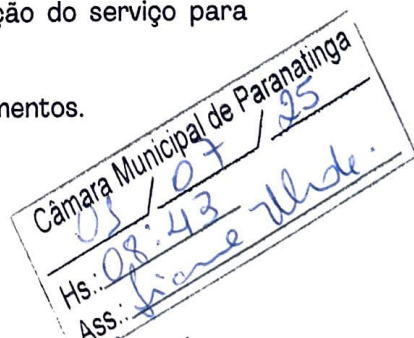 ção do serviço para
mentos.
Câmara Municipal de Paranatinga
03 / 07 / 25
Hs.: 08:43
Ass.: